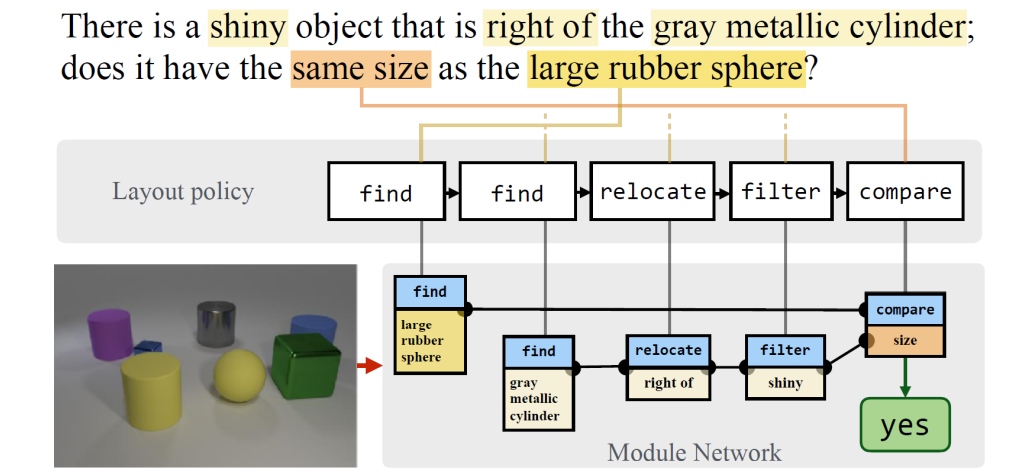 There is a shiny object that is right of the gray metallic cylinder;
does it have the same size as the large rubber sphere?
Layout policy
find
find
relocate
filter
compare
find
large
rubber
sphere
find
gray
metallic
cylinder
relocate
right of
filter
shiny
compare
size
yes
Module Network